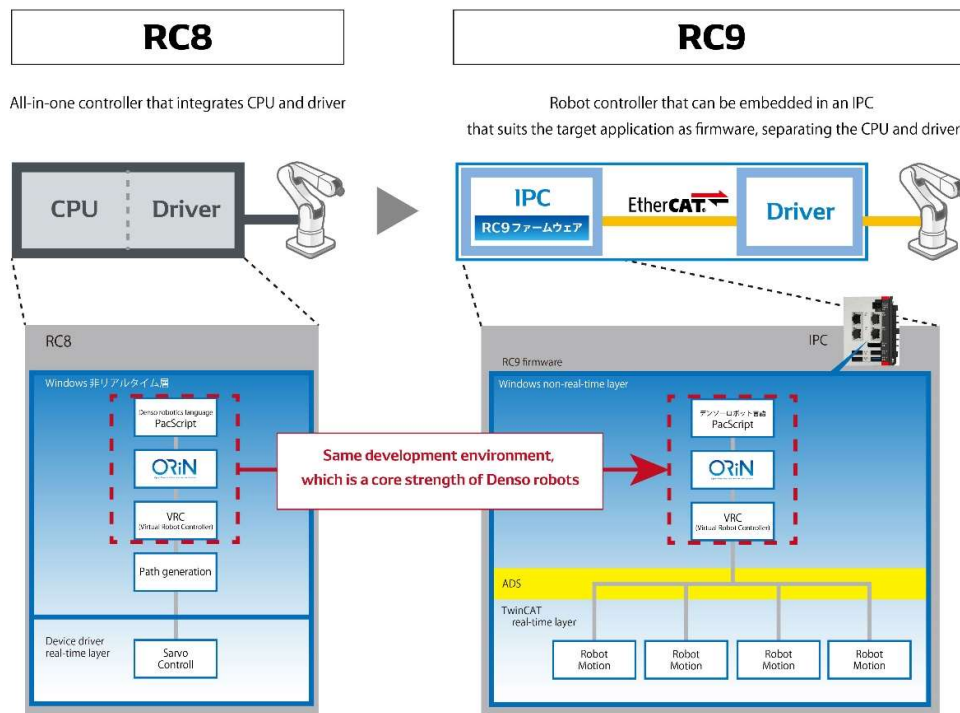 RC8
RC9
All-in-one controller that integrates CPU and driver
Robot controller that can be embedded in an IPC
that suits the target application as firmware, separating the CPU and driver
CPU
Driver
IPC
RC9ファームウェア
EtherCAT
Driver
RC8
Windows 非リアルタイム層
Denso robotics language
PacScript
ORiN
VRC
(Virtual Robot Controller)
Path generation
Device driver
real-time layer
Sarvo
Controll
Same development environment,
which is a core strength of Denso robots
IPC
RC9 firmware
Windows non-real-time layer
デンソーロボット言語
PacScript
ORiN
VRC
(Virtual Robot Controller)
ADS
TwinCAT
real-time layer
Robot
Motion
Robot
Motion
Robot
Motion
Robot
Motion